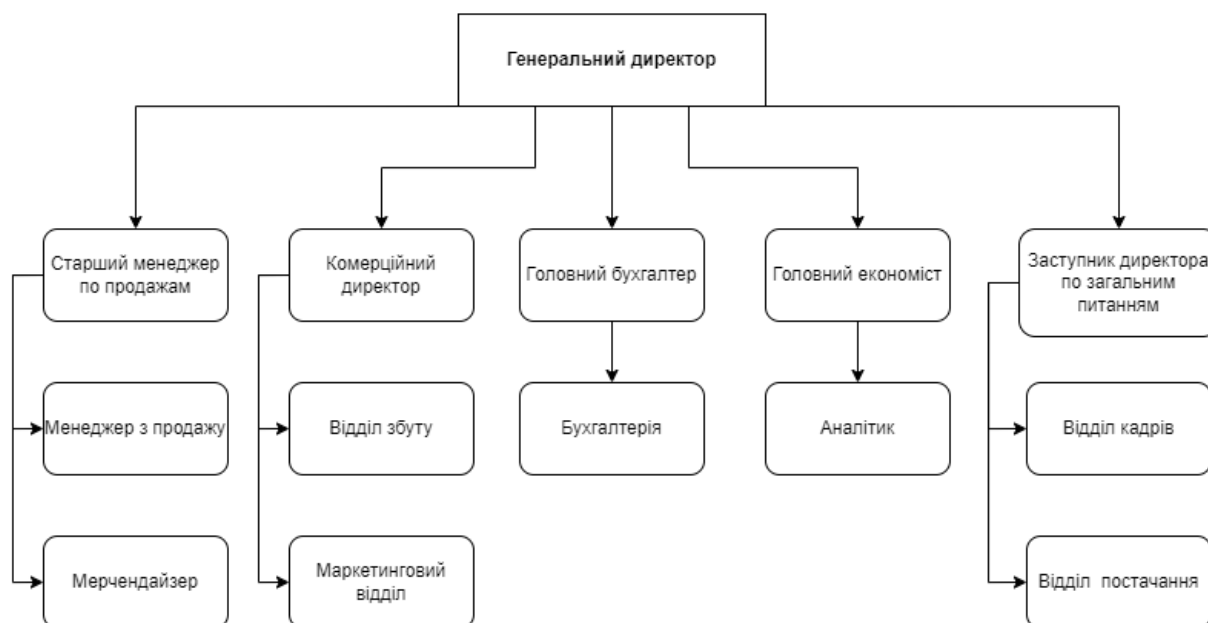 Генеральний директор
Старший менеджер
по продажам
Комерційний
директор
Головний бухгалтер
Головний економіст
Заступник директора
по загальним
питанням
Менеджер з продажу
Відділ збуту
Бухгалтерія
Аналітик
Відділ кадрів
Мерчендайзер
Маркетинговий
відділ
Відділ постачання